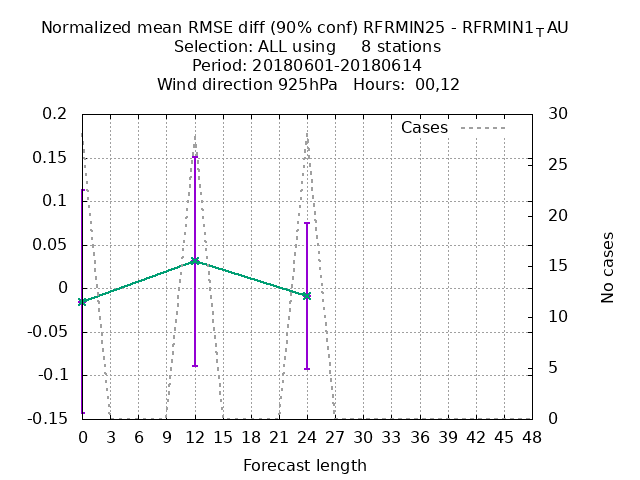 Normalized mean RMSE diff (90% conf) RFRMIN25 - RFRMIN1TAU
Selection: ALL using 8 stations
Period: 20180601-20180614
Wind direction 925hPa Hours: 00,12
Cases
0.2
0.15
0.1
0.05
0
-0.05
-0.1
-0.15
30
25
20
15
10
5
0
No cases
0 3 6 9 12 15 18 21 24 27 30 33 36 39 42 45 48
Forecast length